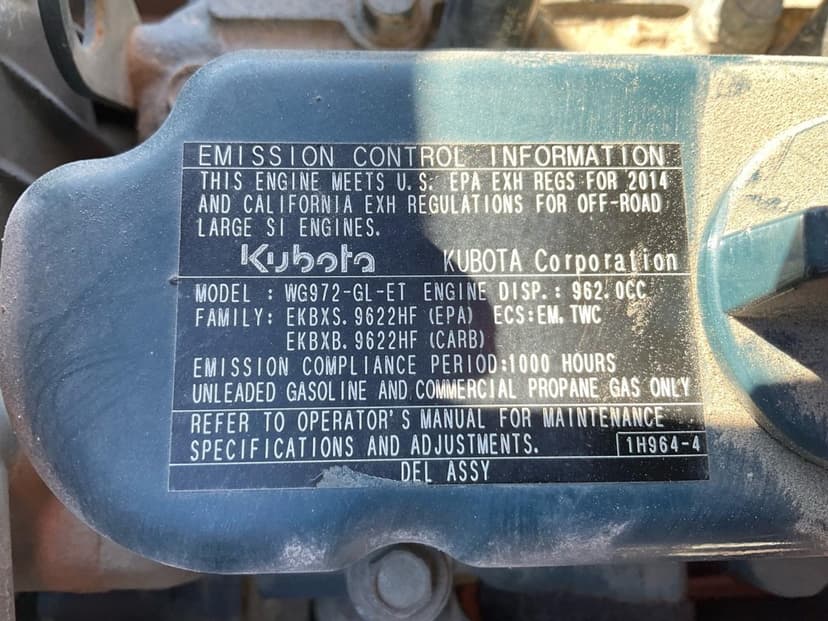 EMISSION CONTROL INFORMATION
THIS ENGINE MEETS U.S. EPA EXH REGS FOR 2014
AND CALIFORNIA EXH REGULATIONS FOR OFF-ROAD
LARGE SI ENGINES.
Kubota KUBOTA Corporation
MODEL : WG972-GL-ET ENGINE DISP.: 962.0CC
FAMILY: EKBXS.9622HF (EPA) ECS:EM.TWC
EKBXB.9622HF (CARB)
EMISSION COMPLIANCE PERIOD:1000 HOURS
UNLEADED GASOLINE AND COMMERCIAL PROPANE GAS ONLY
REFER TO OPERATOR'S MANUAL FOR MAINTENANCE
SPECIFICATIONS AND ADJUSTMENTS. 1H964-4
DEL ASSY